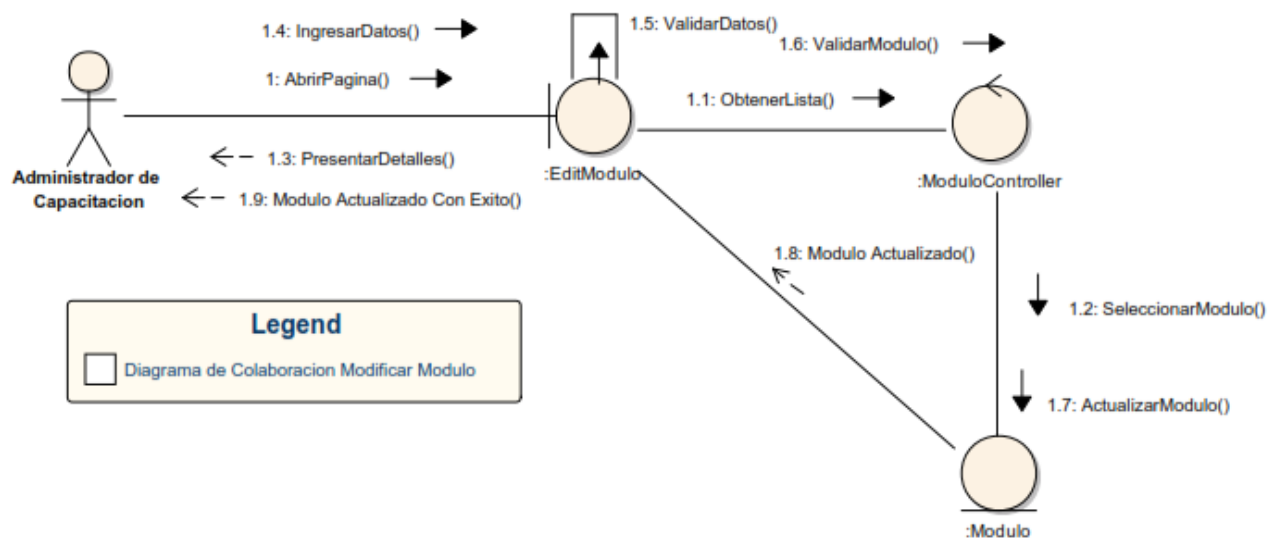 1.4: IngresarDatos()
1.5: ValidarDatos()
1.6: ValidarModulo()
1: AbrirPagina()
1.1: ObtenerLista()
1.3: PresentarDetalles()
:EditModulo
Administrador de
Capacitacion
:ModuloController
1.9: Modulo Actualizado Con Exito()
1.8: Modulo Actualizado()
1.2: SeleccionarModulo()
Legend
Diagrama de Colaboracion Modificar Modulo
1.7: ActualizarModulo()
:Modulo